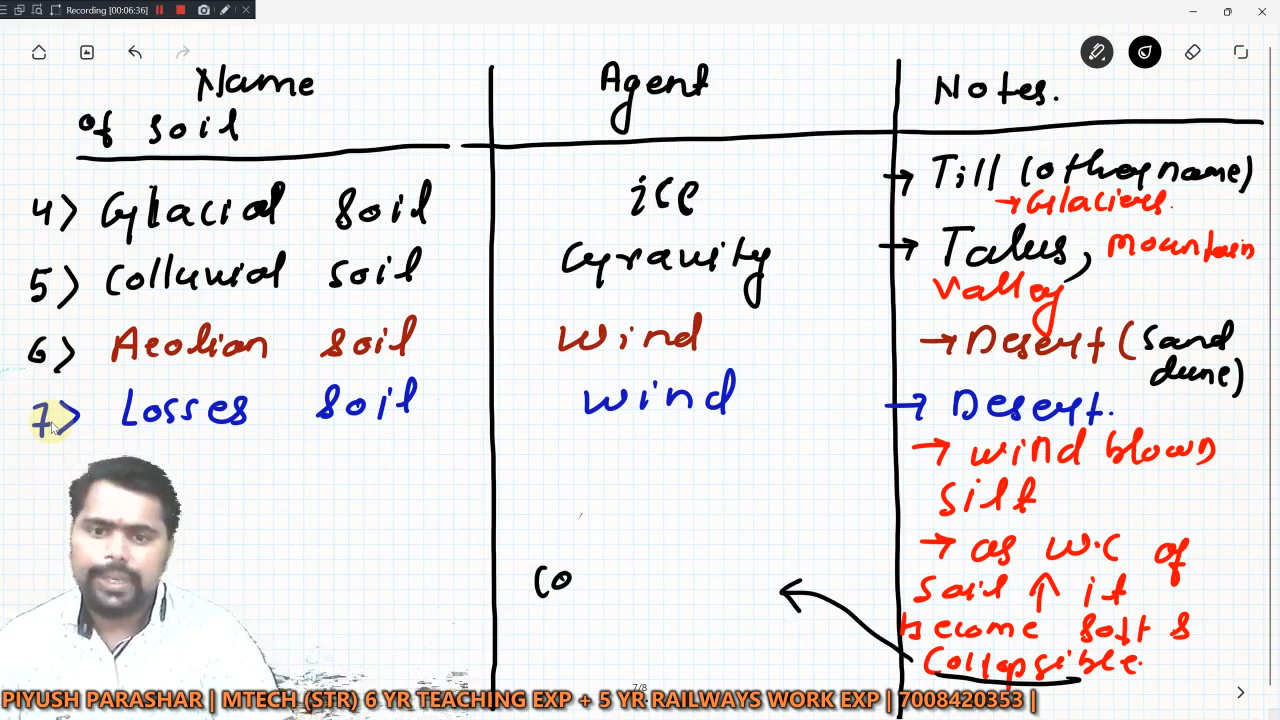 Recording [00:06:36]
Name of soil
Agent
Notes.
4> Glacial soil
ice
→ Till (other name)
→ Glaciers.
5> Colluvial soil
Gravity
→ Talus, Mountain
valley
6> Aeolian soil
wind
→ Desert (sand
dune)
7> Losses soil
wind
→ Desert.
→ wind blown
silt
→ as w.c of
soil ↑ it
become soft &
Collapsible.
Co
7/8
PIYUSH PARASHAR | MTECH (STR) 6 YR TEACHING EXP + 5 YR RAILWAYS WORK EXP | 7008420353 |